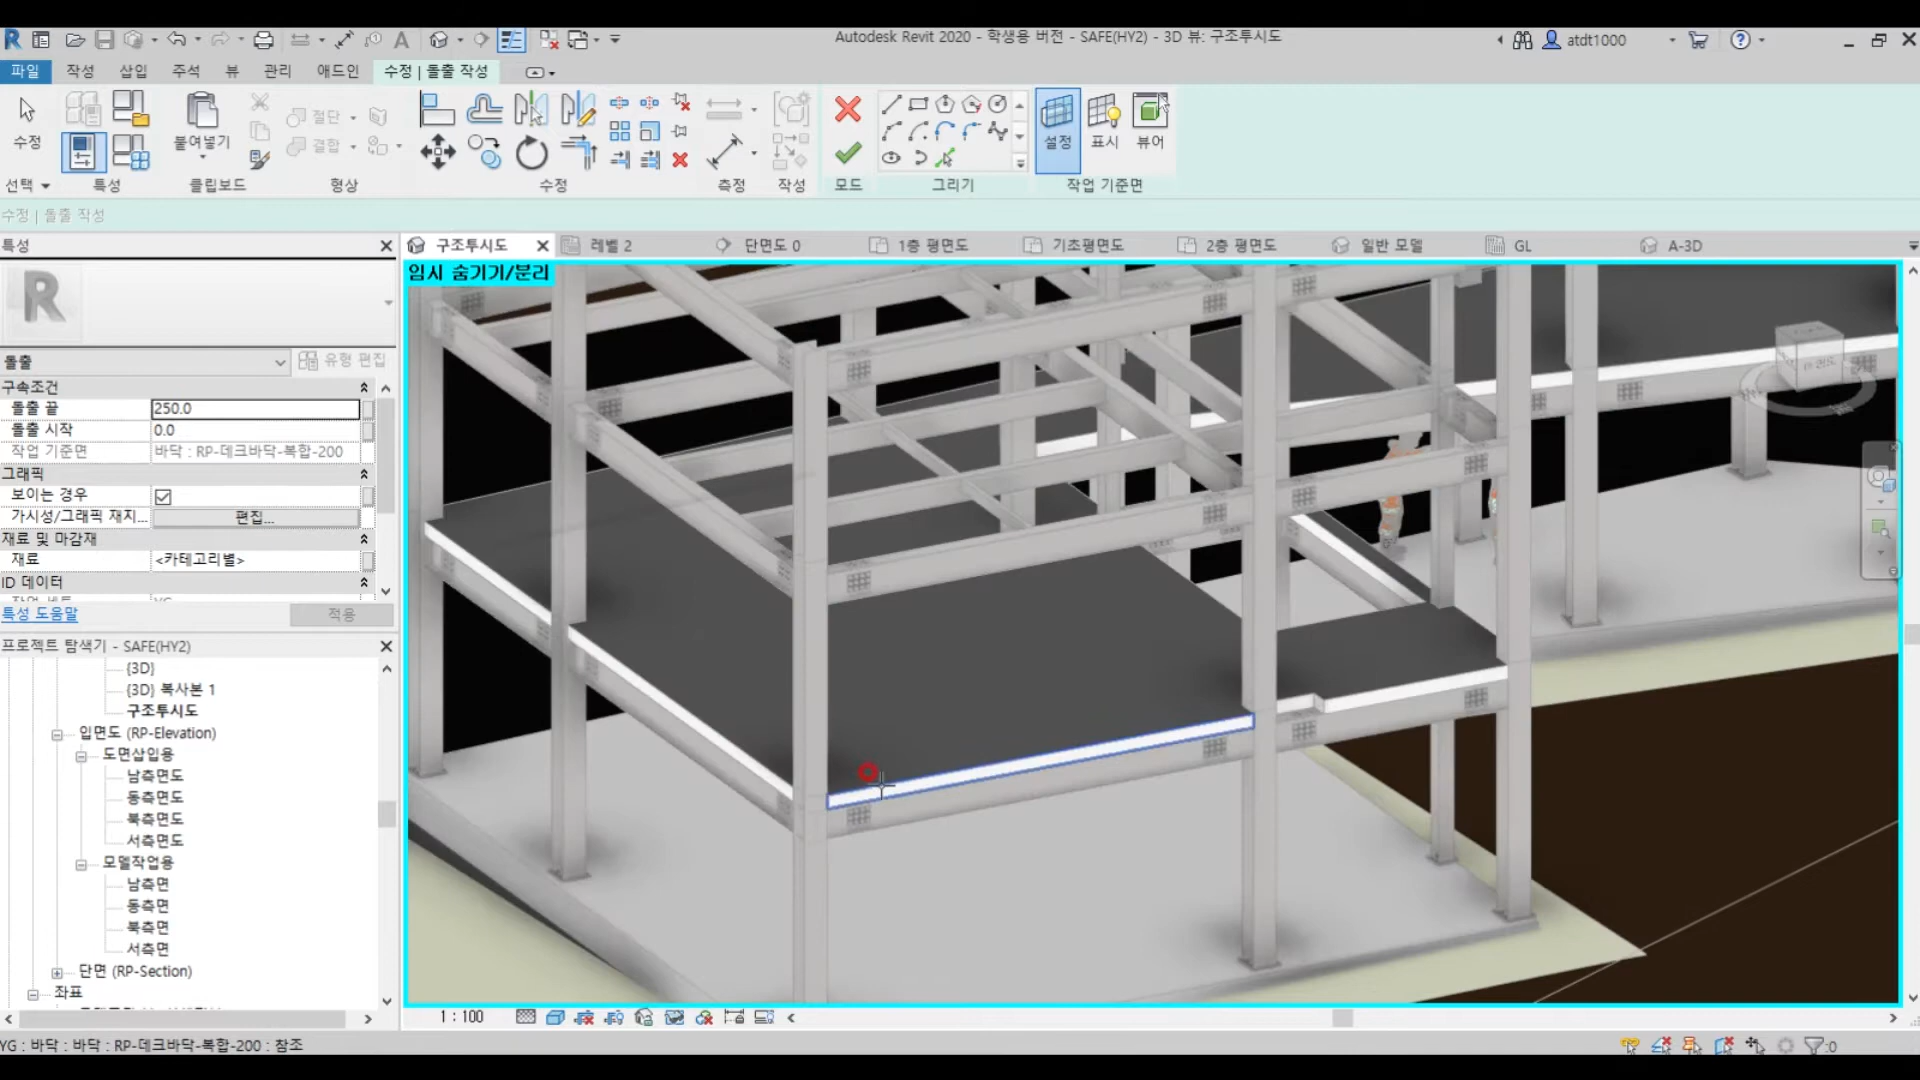 Autodesk Revit 2020 - 학생용 버전 - SAFE(HY2) - 3D 뷰: 구조투시도
atdt1000
파일 작성 삽입 주석 뷰 관리 애드인 수정 | 돌출 작성
수정 붙여넣기 절단 결합 설정 표시 뷰어
선택 특성 클립보드 형상 수정 측정 작성 모드 그리기 작업 기준면
수정 | 돌출 작성
특성
구조투시도 레벨 2 단면도 0 1층 평면도 기초평면도 2층 평면도 일반 모델 GL A-3D
임시 숨기기/분리
돌출 유형 편집
구속조건
돌출 끝 250.0
돌출 시작 0.0
작업 기준면 바닥 : RP-데크바닥-복합-200
그래픽
보이는 경우
가시성/그래픽 재지... 편집...
재료 및 마감재
재료 <카테고리별>
ID 데이터
특성 도움말 적용
프로젝트 탐색기 - SAFE(HY2)
{3D}
{3D} 복사본 1
구조투시도
입면도 (RP-Elevation)
도면삽입용
남측면도
동측면도
북측면도
서측면도
모델작업용
남측면
동측면
북측면
서측면
단면 (RP-Section)
좌표
1 : 100
YG : 바닥 : 바닥 : RP-데크바닥-복합-200 : 참조
:0